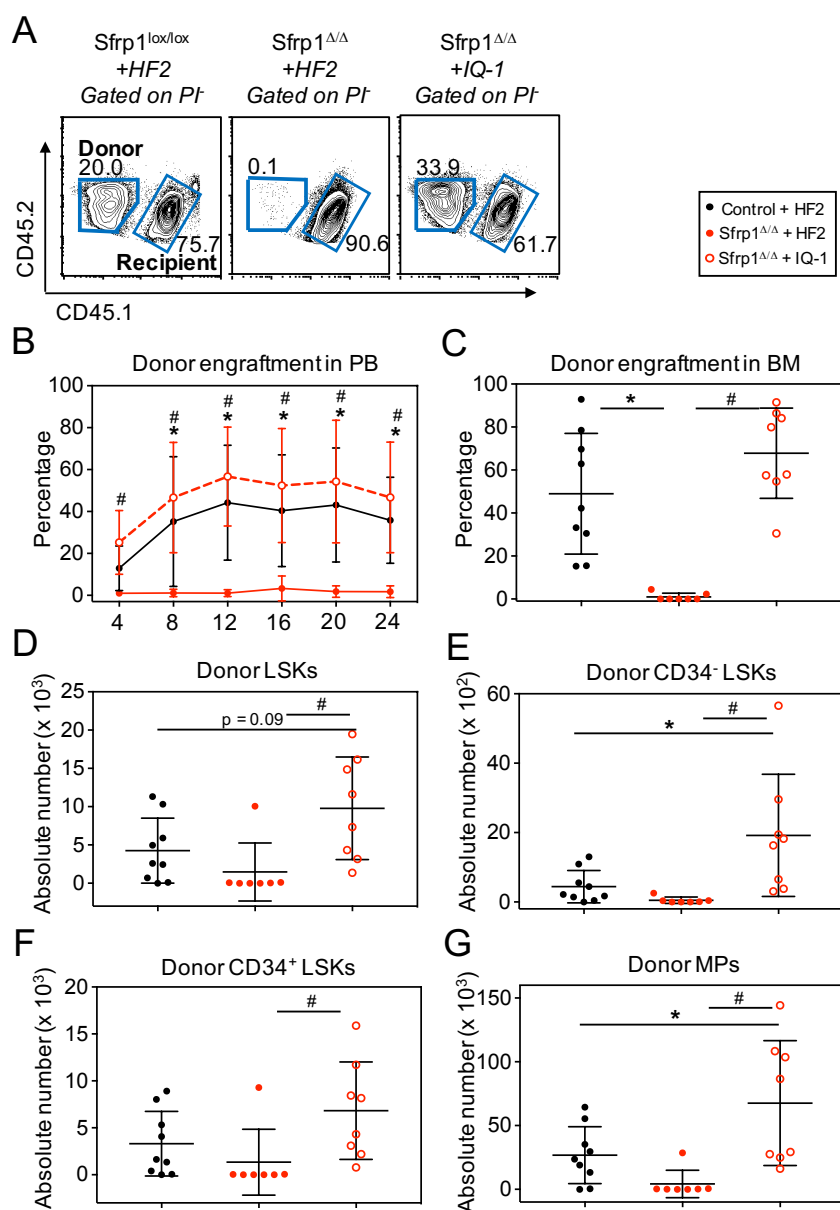 A
Sfrp1lox/lox
+HF2
Gated on PI-
Sfrp1Δ/Δ
+HF2
Gated on PI-
Sfrp1Δ/Δ
+IQ-1
Gated on PI-
Donor
20.0
75.7
Recipient
0.1
90.6
33.9
61.7
CD45.2
CD45.1
Control + HF2
Sfrp1Δ/Δ + HF2
Sfrp1Δ/Δ + IQ-1
B
Donor engraftment in PB
Percentage
100
80
60
40
20
0
4 8 12 16 20 24
# # # # # #
* * * * *
C
Donor engraftment in BM
Percentage
100
80
60
40
20
0
* #
D
Donor LSKs
Absolute number (x 10³)
25
20
15
10
5
0
#
p = 0.09
E
Donor CD34- LSKs
Absolute number (x 10²)
60
40
20
0
#
*
F
Donor CD34+ LSKs
Absolute number (x 10³)
20
15
10
5
0
#
G
Donor MPs
Absolute number (x 10³)
150
100
50
0
#
*